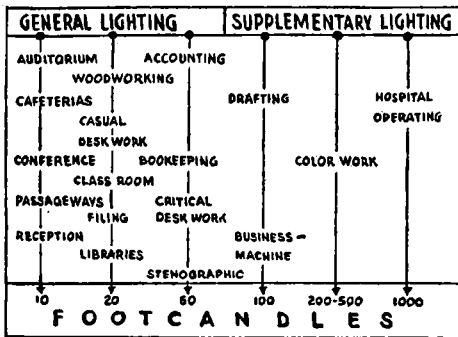 GENERAL LIGHTING
SUPPLEMENTARY LIGHTING
AUDITORIUM
ACCOUNTING
WOODWORKING
CAFETERIAS
DRAFTING
HOSPITAL
OPERATING
CASUAL
DESK WORK
CONFERENCE
BOOKEEPING
COLOR WORK
CLASS ROOM
PASSAGEWAYS
CRITICAL
DESK WORK
FILING
RECEPTION
BUSINESS-
MACHINE
LIBRARIES
STENOGRAPHIC
10 20 50 100 200-500 1000
FOOTCANDLES